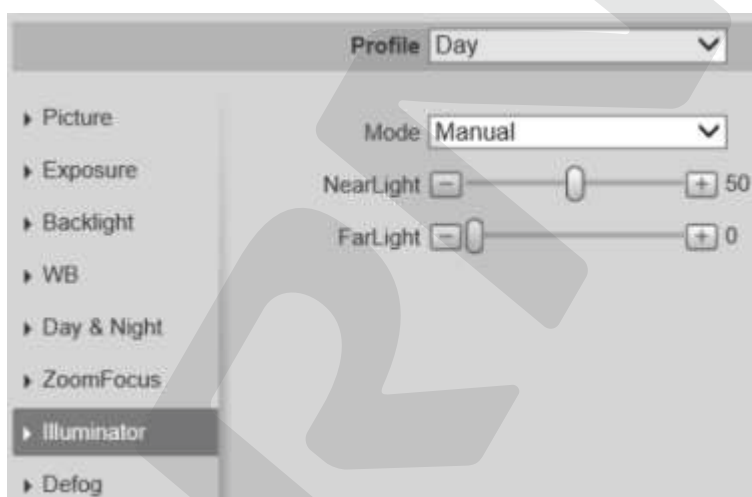 Profile Day
Picture
Mode Manual
Exposure
NearLight 50
Backlight
FarLight 0
WB
Day & Night
ZoomFocus
Illuminator
Defog